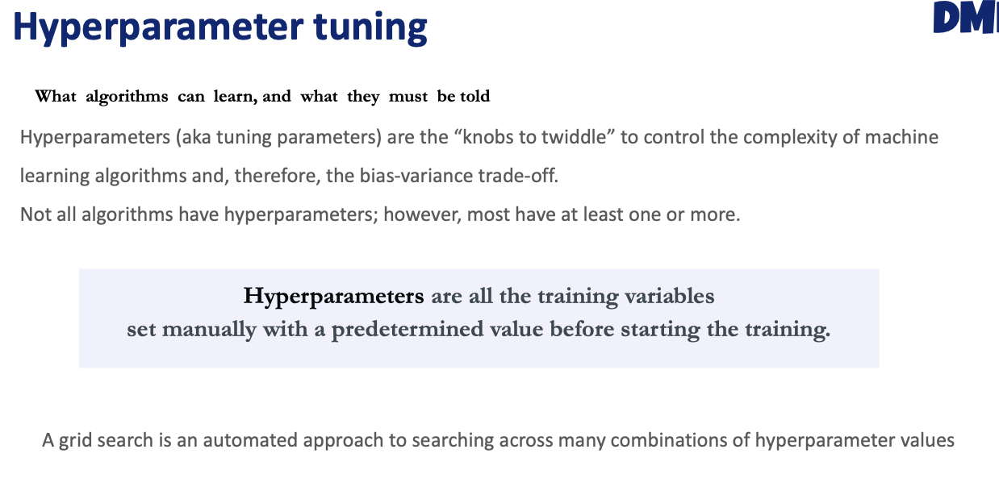 Hyperparameter tuning
DM
What algorithms can learn, and what they must be told
Hyperparameters (aka tuning parameters) are the “knobs to twiddle” to control the complexity of machine
learning algorithms and, therefore, the bias-variance trade-off.
Not all algorithms have hyperparameters; however, most have at least one or more.
Hyperparameters are all the training variables
set manually with a predetermined value before starting the training.
A grid search is an automated approach to searching across many combinations of hyperparameter values